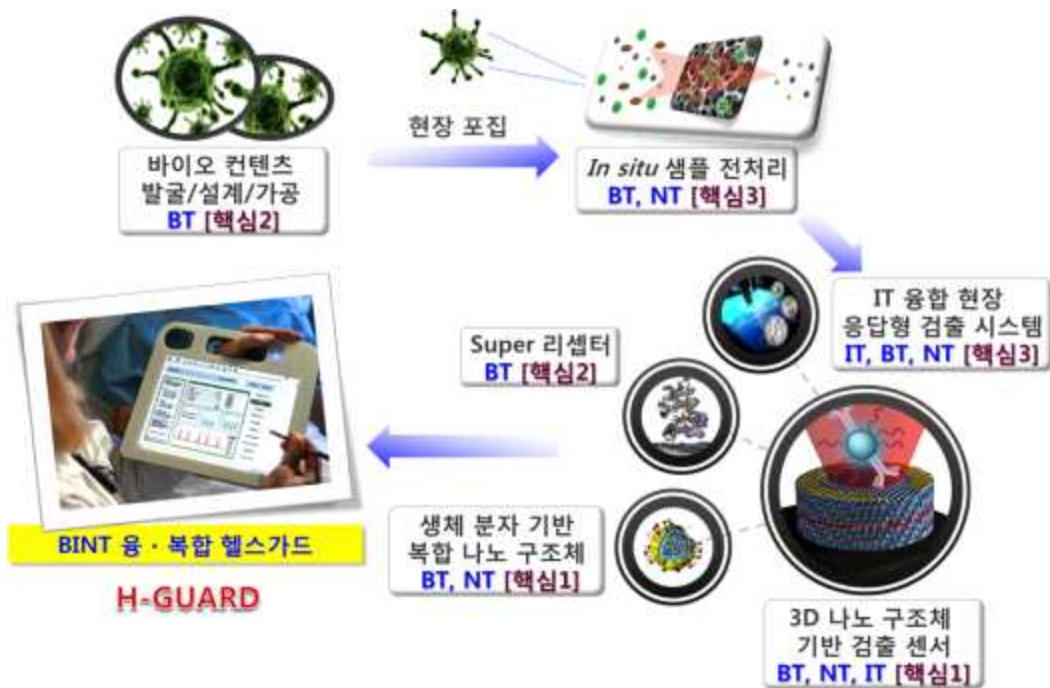 현장 포집
바이오 컨텐츠
발굴/설계/가공
BT [핵심2]
In situ 샘플 전처리
BT, NT [핵심3]
IT 융합 현장
응답형 검출 시스템
IT, BT, NT [핵심3]
Super 리셉터
BT [핵심2]
생체 분자 기반
복합 나노 구조체
BT, NT [핵심1]
3D 나노 구조체
기반 검출 센서
BT, NT, IT [핵심1]
BINT 융 · 복합 헬스가드
H-GUARD